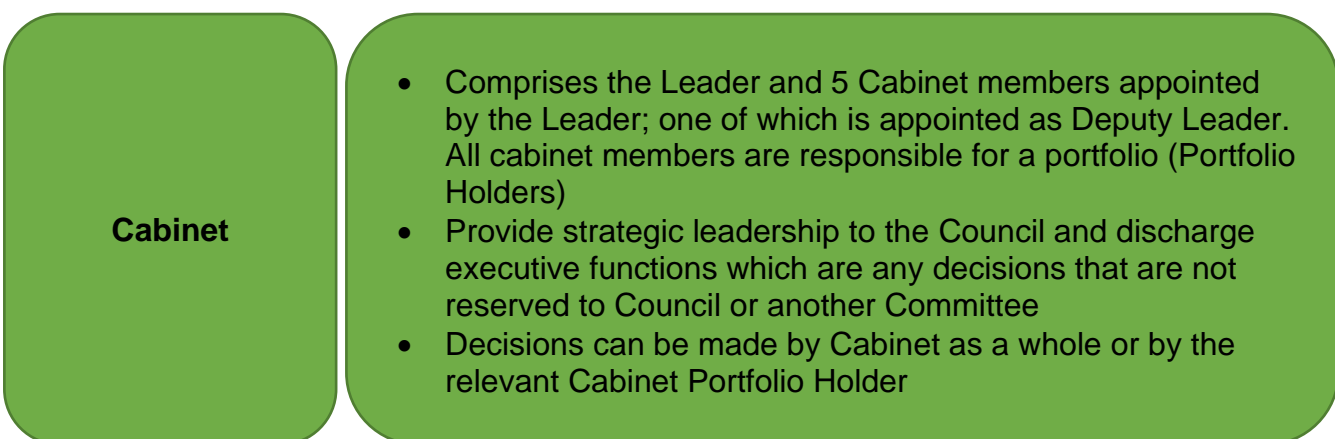 Cabinet
• Comprises the Leader and 5 Cabinet members appointed
by the Leader; one of which is appointed as Deputy Leader.
All cabinet members are responsible for a portfolio (Portfolio
Holders)
• Provide strategic leadership to the Council and discharge
executive functions which are any decisions that are not
reserved to Council or another Committee
• Decisions can be made by Cabinet as a whole or by the
relevant Cabinet Portfolio Holder